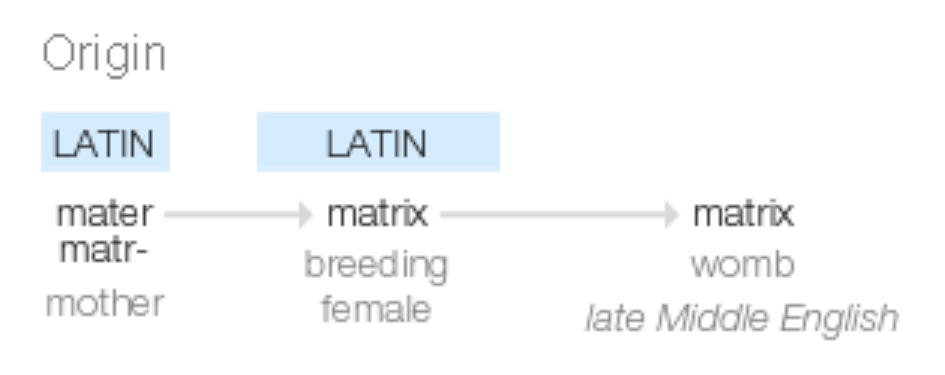 Origin
LATIN LATIN
mater matrix matrix
matr-
mother breeding female womb
late Middle English